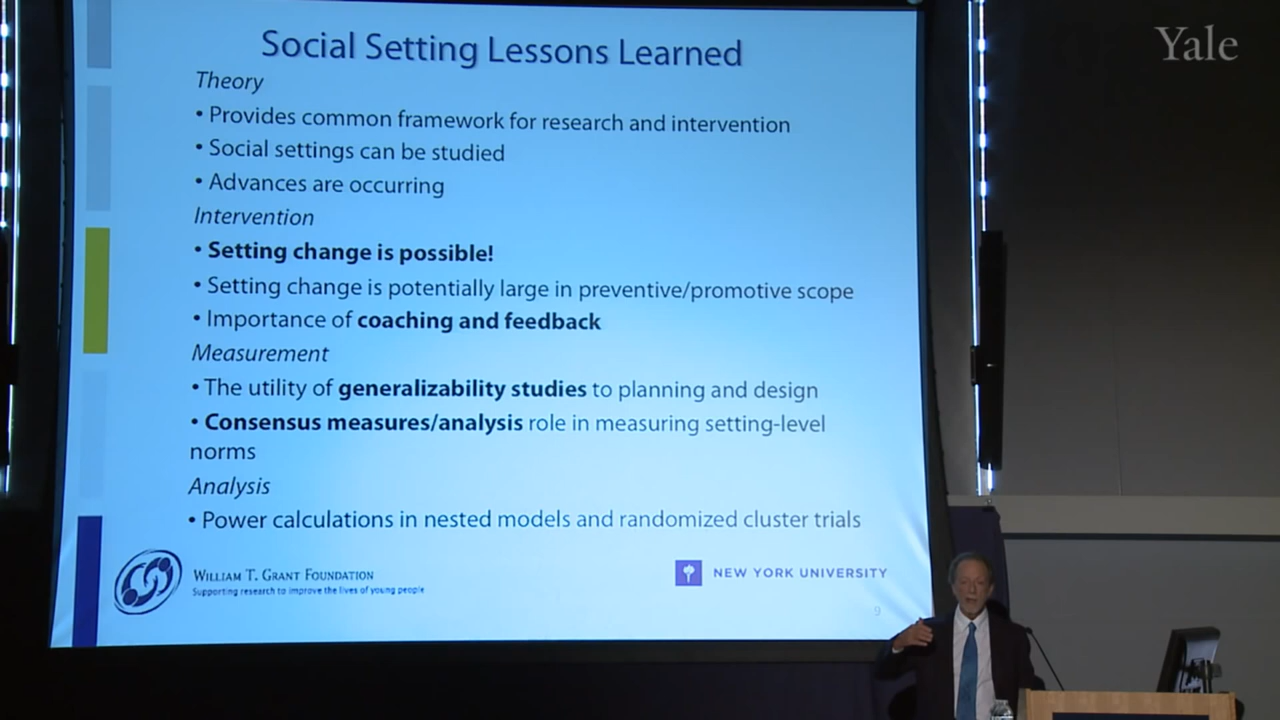 Yale
Social Setting Lessons Learned
Theory
• Provides common framework for research and intervention
• Social settings can be studied
• Advances are occurring
Intervention
• Setting change is possible!
• Setting change is potentially large in preventive/promotive scope
• Importance of coaching and feedback
Measurement
• The utility of generalizability studies to planning and design
• Consensus measures/analysis role in measuring setting-level
norms
Analysis
• Power calculations in nested models and randomized cluster trials
WILLIAM T. GRANT FOUNDATION
Supporting research to improve the lives of young people
NEW YORK UNIVERSITY
9